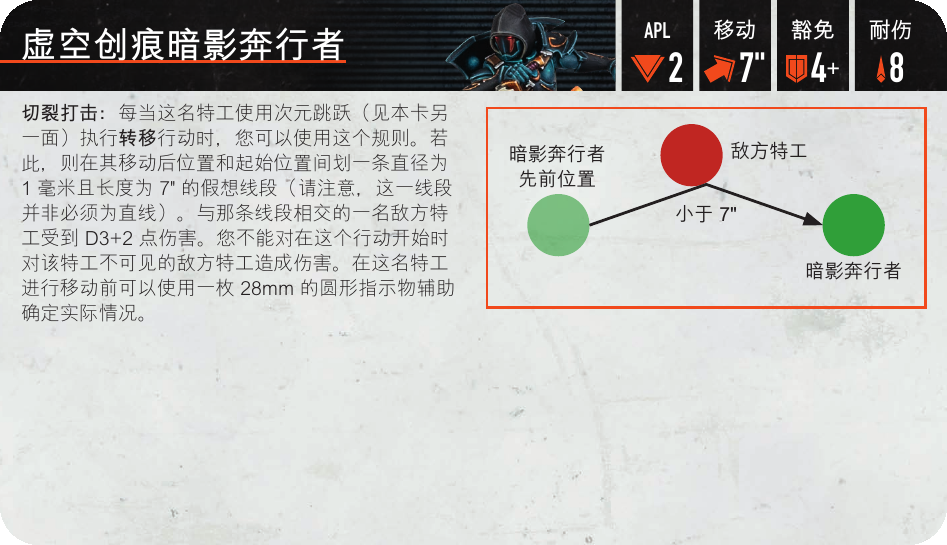 虚空创痕暗影奔行者
APL
2
移动
7"
豁免
4+
耐伤
8
切裂打击：每当这名特工使用次元跳跃（见本卡另
一面）执行转移行动时，您可以使用这个规则。若
此，则在其移动后位置和起始位置间划一条直径为
1 毫米且长度为 7" 的假想线段（请注意，这一线段
并非必须为直线）。与那条线段相交的一名敌方特
工受到 D3+2 点伤害。您不能对在这个行动开始时
对该特工不可见的敌方特工造成伤害。在这名特工
进行移动前可以使用一枚 28mm 的圆形指示物辅助
确定实际情况。
暗影奔行者
先前位置
敌方特工
小于 7"
暗影奔行者